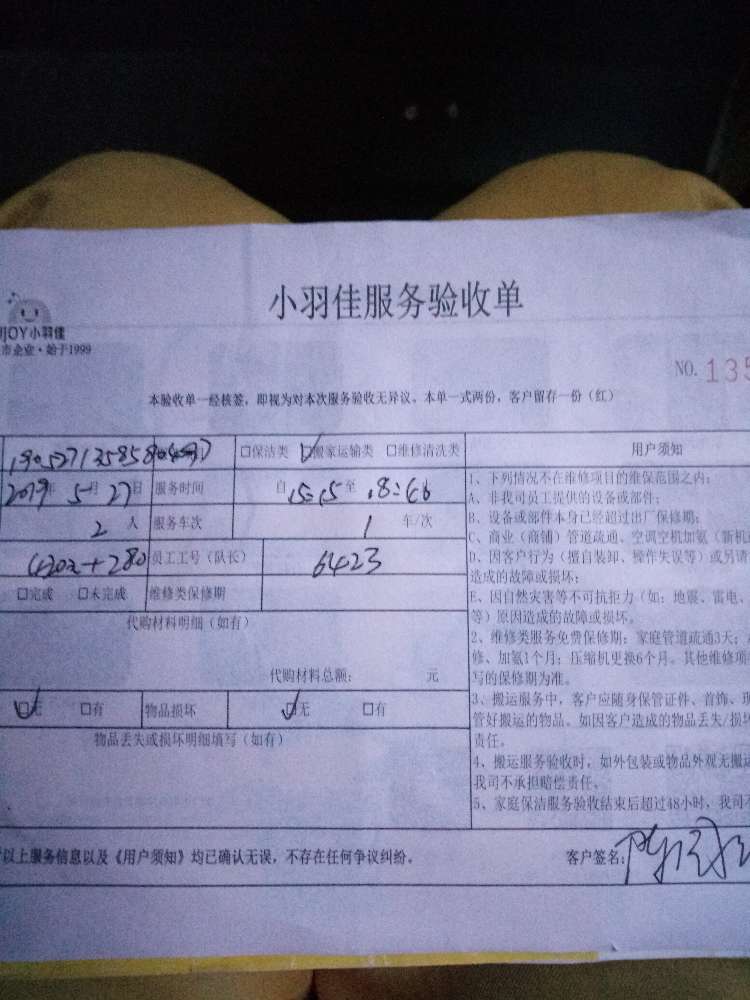 小羽佳服务验收单
JOY小羽佳
市企业·始于1999
NO. 135
本验收单一经核签，即视为对本次服务验收无异议。本单一式两份，客户留存一份（红）
□保洁类 □搬家运输类 □维修清洗类
用户须知
2019年 5月 27日 服务时间 自 15:15 至
2 人 服务车次 1 车/次
员工工号（队长） 6423
□完成 □未完成 维修类保修期
代购材料明细（如有）
代购材料总额： 元
□无 □有 物品损坏 □无 □有
物品丢失或损坏明细填写（如有）
1、下列情况不在维修项目的维保范围之内：
A、非我司员工提供的设备或部件；
B、设备或部件本身已经超过出厂保修期；
C、商业（商铺）管道疏通、空调空机加氨（新机
D、因客户行为（擅自装卸、操作失误等）或另请
造成的故障或损坏；
E、因自然灾害等不可抗拒力（如：地震、雷电、
等）原因造成的故障或损坏。
2、维修类服务免费保修期：家庭管道疏通3天；
修、加氨1个月；压缩机更换6个月。其他维修项
写的保修期为准。
3、搬运服务中，客户应随身保管证件、首饰、现
管好搬运的物品。如因客户造成的物品丢失/损坏
责任。
4、搬运服务验收时，如外包装或物品外观无搬运
我司不承担赔偿责任。
5、家庭保洁服务验收结束后超过48小时，我司不
以上服务信息以及《用户须知》均已确认无误，不存在任何争议纠纷。
客户签名：